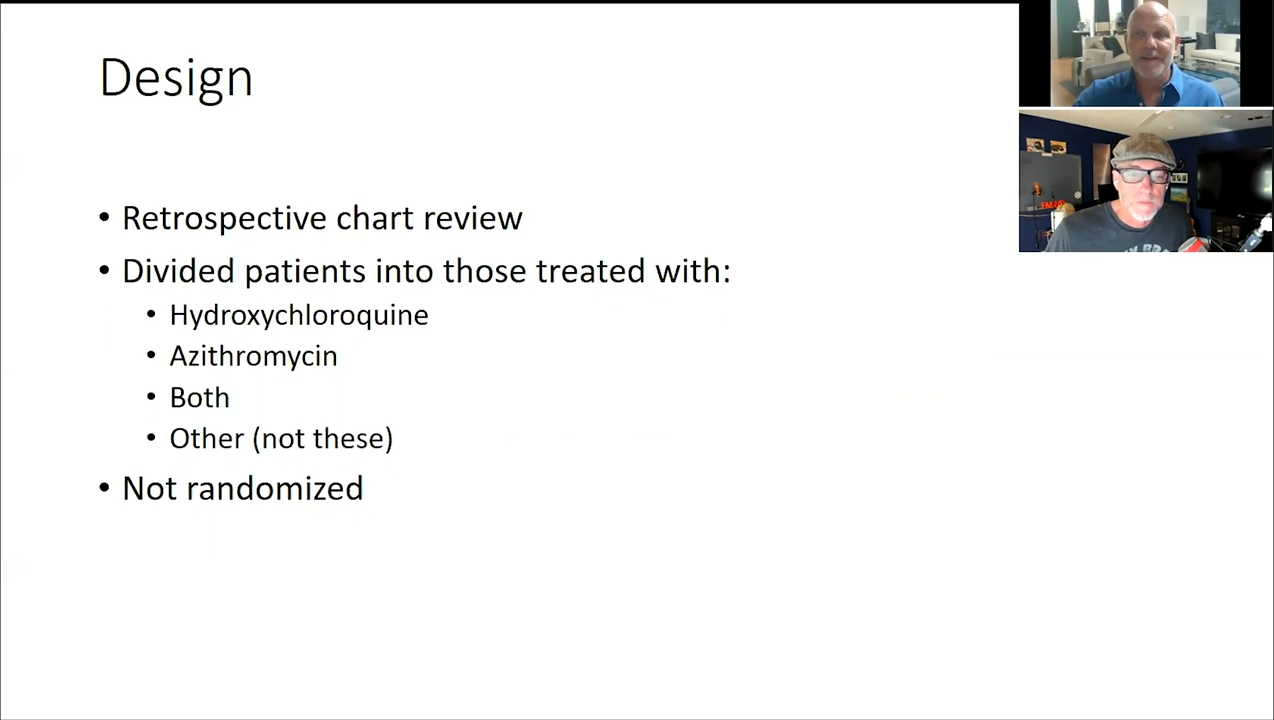 Design
• Retrospective chart review
• Divided patients into those treated with:
• Hydroxychloroquine
• Azithromycin
• Both
• Other (not these)
• Not randomized